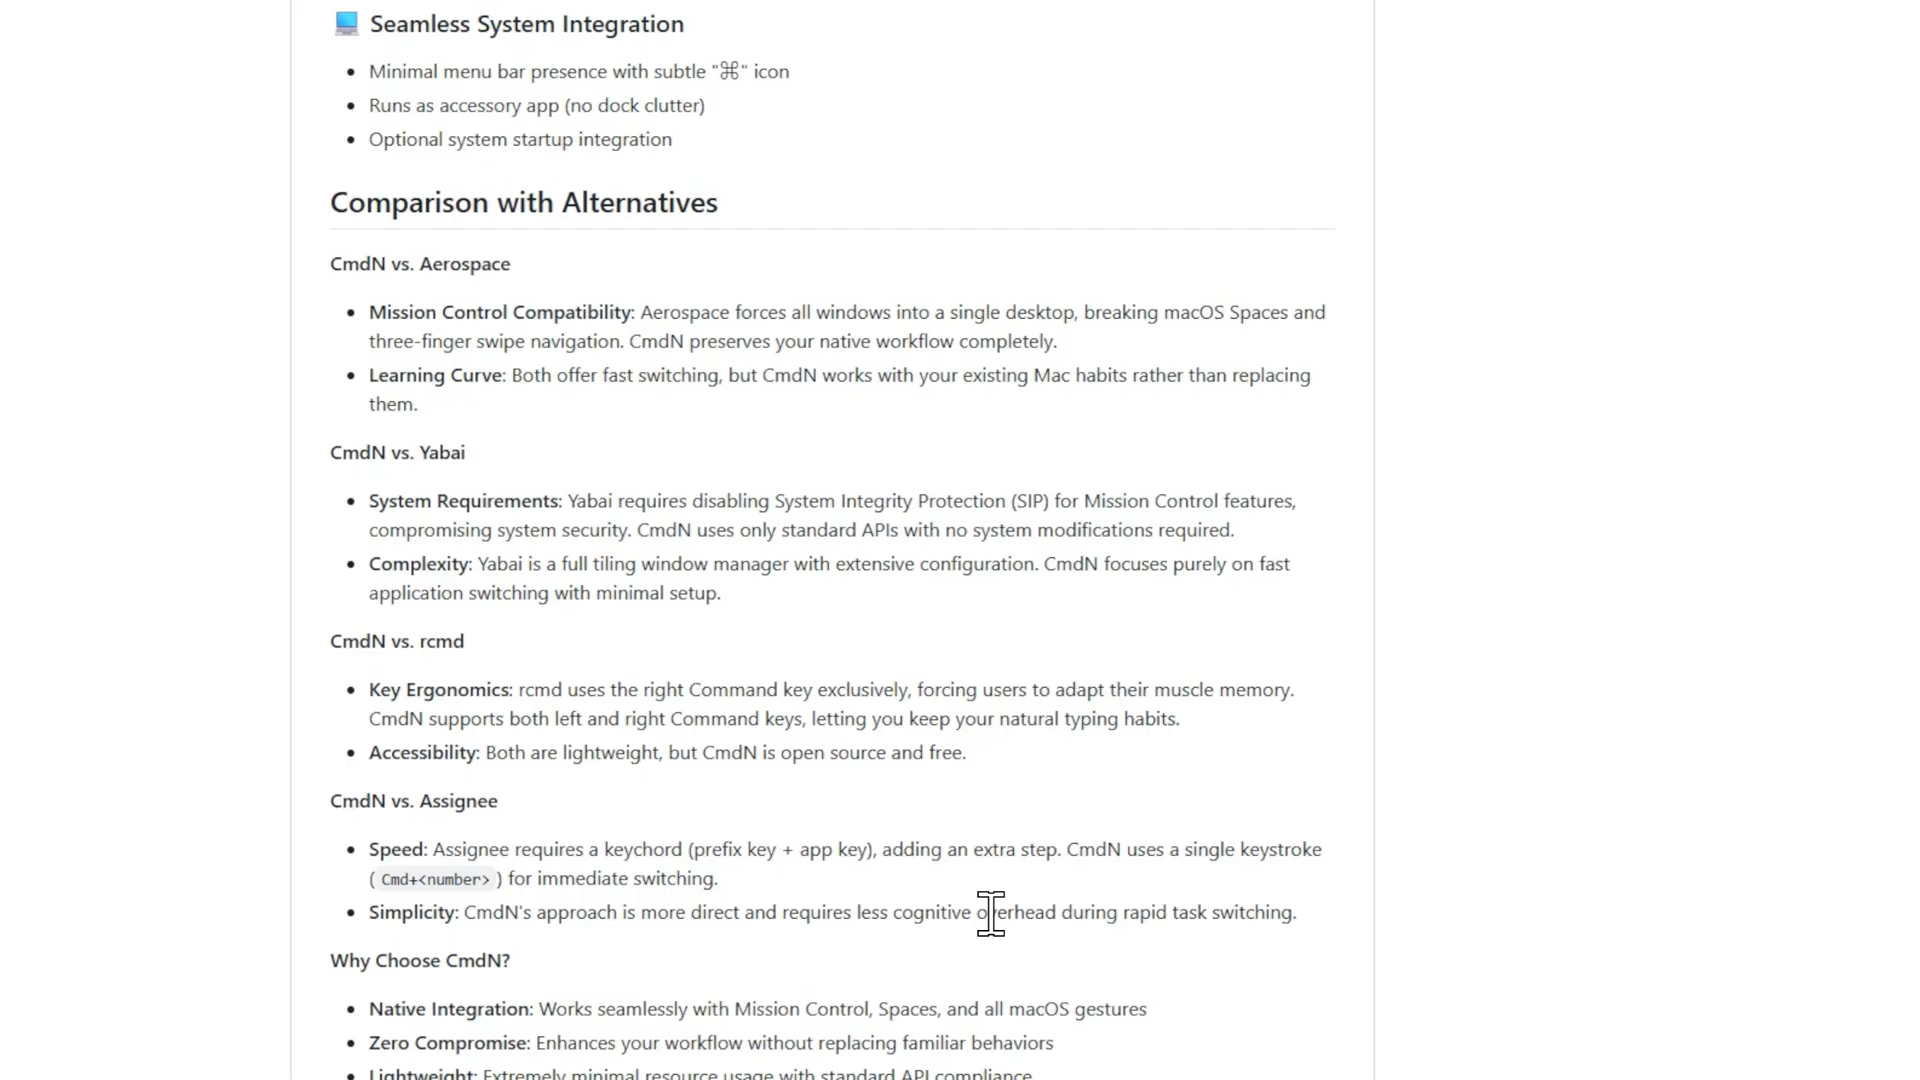 Seamless System Integration
• Minimal menu bar presence with subtle "⌘" icon
• Runs as accessory app (no dock clutter)
• Optional system startup integration
Comparison with Alternatives
CmdN vs. Aerospace
• Mission Control Compatibility: Aerospace forces all windows into a single desktop, breaking macOS Spaces and
three-finger swipe navigation. CmdN preserves your native workflow completely.
• Learning Curve: Both offer fast switching, but CmdN works with your existing Mac habits rather than replacing
them.
CmdN vs. Yabai
• System Requirements: Yabai requires disabling System Integrity Protection (SIP) for Mission Control features,
compromising system security. CmdN uses only standard APIs with no system modifications required.
• Complexity: Yabai is a full tiling window manager with extensive configuration. CmdN focuses purely on fast
application switching with minimal setup.
CmdN vs. rcmd
• Key Ergonomics: rcmd uses the right Command key exclusively, forcing users to adapt their muscle memory.
CmdN supports both left and right Command keys, letting you keep your natural typing habits.
• Accessibility: Both are lightweight, but CmdN is open source and free.
CmdN vs. Assignee
• Speed: Assignee requires a keychord (prefix key + app key), adding an extra step. CmdN uses a single keystroke
( Cmd+<number> ) for immediate switching.
• Simplicity: CmdN's approach is more direct and requires less cognitive overhead during rapid task switching.
Why Choose CmdN?
• Native Integration: Works seamlessly with Mission Control, Spaces, and all macOS gestures
• Zero Compromise: Enhances your workflow without replacing familiar behaviors
• Lightweight: Extremely minimal resource usage with standard API compliance